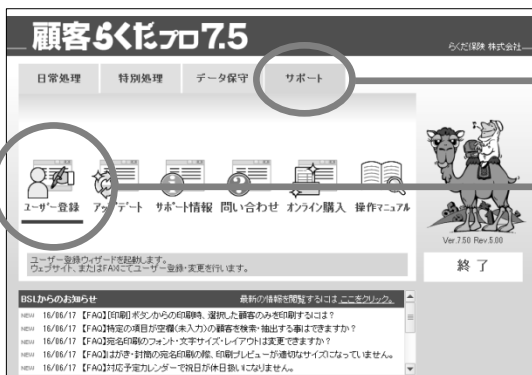 顧客らくだプロ7.5
らくだ保険 株式会社
日常処理 特別処理 データ保守 サポート
ユーザー登録 アップデート サポート情報 問い合わせ オンライン購入 操作マニュアル
Ver.7.50 Rev.5.00
ユーザー登録ウィザードを起動します。
ウェブサイト、またはFAXにてユーザー登録・変更を行います。
終 了
BSLからのお知らせ 最新の情報を閲覧するには ここをクリック。
NEW 16/06/17 【FAQ】[印刷]ボタンからの印刷時、選択した顧客のみを印刷するには？
NEW 16/06/17 【FAQ】特定の項目が空欄(未入力)の顧客を検索・抽出する事はできますか？
NEW 16/06/17 【FAQ】宛名印刷のフォント・文字サイズ・レイアウトは変更できますか？
NEW 16/06/17 【FAQ】はがき・封筒の宛名印刷の際、印刷プレビューが適切なサイズになっていません。
NEW 16/06/17 【FAQ】対応予定カレンダーで祝日が休日扱いになりません。